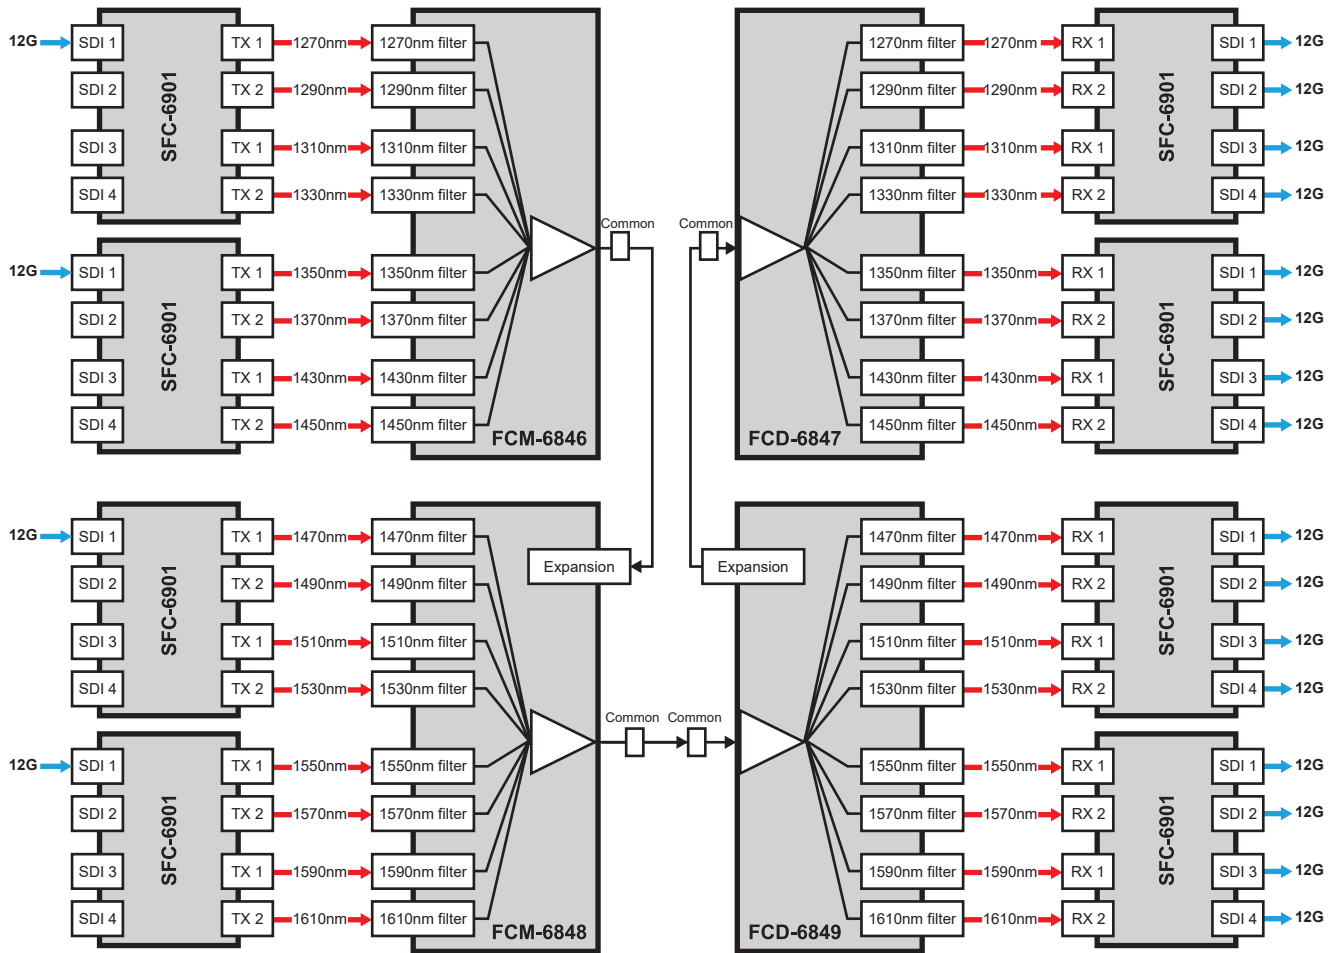 12G SDI 1 TX 1 1270nm 1270nm filter 1270nm filter 1270nm RX 1 SDI 1 12G
SDI 2 TX 2 1290nm 1290nm filter 1290nm filter 1290nm RX 2 SDI 2 12G
SFC-6901 SFC-6901
SDI 3 TX 1 1310nm 1310nm filter 1310nm filter 1310nm RX 1 SDI 3 12G
SDI 4 TX 2 1330nm 1330nm filter 1330nm filter 1330nm RX 2 SDI 4 12G
Common Common
12G SDI 1 TX 1 1350nm 1350nm filter 1350nm filter 1350nm RX 1 SDI 1 12G
SDI 2 TX 2 1370nm 1370nm filter 1370nm filter 1370nm RX 2 SDI 2 12G
SFC-6901 SFC-6901
SDI 3 TX 1 1430nm 1430nm filter 1430nm filter 1430nm RX 1 SDI 3 12G
SDI 4 TX 2 1450nm 1450nm filter 1450nm filter 1450nm RX 2 SDI 4 12G
FCM-6846 FCD-6847
12G SDI 1 TX 1 1470nm 1470nm filter 1470nm filter 1470nm RX 1 SDI 1 12G
Expansion Expansion
SDI 2 TX 2 1490nm 1490nm filter 1490nm filter 1490nm RX 2 SDI 2 12G
SFC-6901 SFC-6901
SDI 3 TX 1 1510nm 1510nm filter 1510nm filter 1510nm RX 1 SDI 3 12G
SDI 4 TX 2 1530nm 1530nm filter 1530nm filter 1530nm RX 2 SDI 4 12G
Common Common
12G SDI 1 TX 1 1550nm 1550nm filter 1550nm filter 1550nm RX 1 SDI 1 12G
SDI 2 TX 2 1570nm 1570nm filter 1570nm filter 1570nm RX 2 SDI 2 12G
SFC-6901 SFC-6901
SDI 3 TX 1 1590nm 1590nm filter 1590nm filter 1590nm RX 1 SDI 3 12G
SDI 4 TX 2 1610nm 1610nm filter 1610nm filter 1610nm RX 2 SDI 4 12G
FCM-6848 FCD-6849